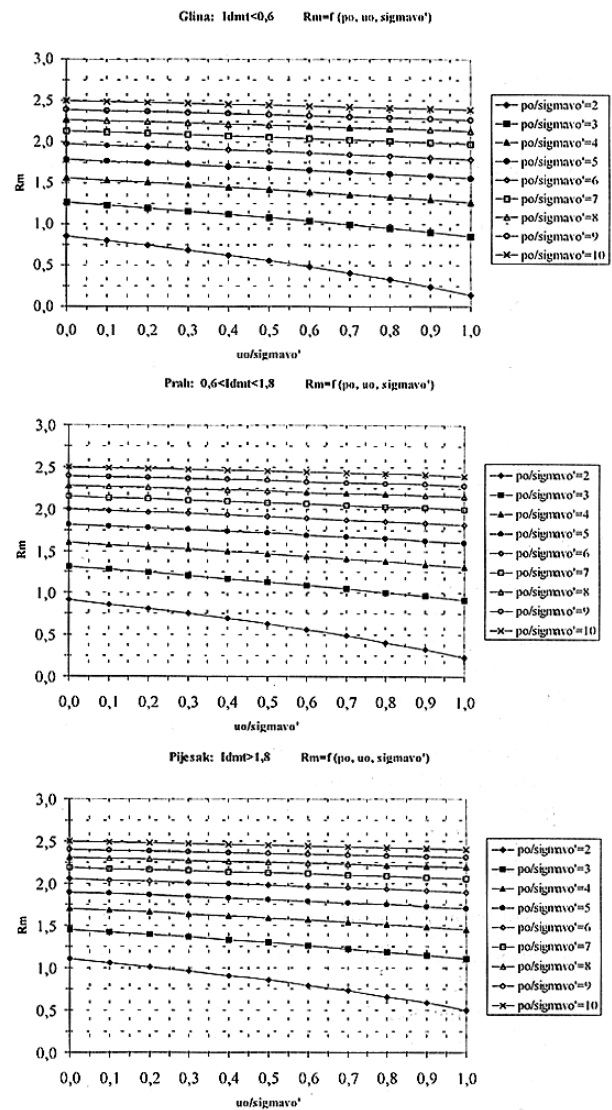 Glina: Idmt<0,6 Rm=f (po, uo, sigmavo')
3,0
2,5
2,0
1,5
1,0
0,5
0,0
Rm
0,0 0,1 0,2 0,3 0,4 0,5 0,6 0,7 0,8 0,9 1,0
uo/sigmavo'
po/sigmavo'=2
po/sigmavo'=3
po/sigmavo'=4
po/sigmavo'=5
po/sigmavo'=6
po/sigmavo'=7
po/sigmavo'=8
po/sigmavo'=9
po/sigmavo'=10
Prah: 0,6<Idmt<1,8 Rm=f (po, uo, sigmavo')
3,0
2,5
2,0
1,5
1,0
0,5
0,0
Rm
0,0 0,1 0,2 0,3 0,4 0,5 0,6 0,7 0,8 0,9 1,0
uo/sigmavo'
po/sigmavo'=2
po/sigmavo'=3
po/sigmavo'=4
po/sigmavo'=5
po/sigmavo'=6
po/sigmavo'=7
po/sigmavo'=8
po/sigmavo'=9
po/sigmavo'=10
Pijesak: Idmt>1,8 Rm=f (po, uo, sigmavo')
3,0
2,5
2,0
1,5
1,0
0,5
0,0
Rm
0,0 0,1 0,2 0,3 0,4 0,5 0,6 0,7 0,8 0,9 1,0
uo/sigmavo'
po/sigmavo'=2
po/sigmavo'=3
po/sigmavo'=4
po/sigmavo'=5
po/sigmavo'=6
po/sigmavo'=7
po/sigmavo'=8
po/sigmavo'=9
po/sigmavo'=10